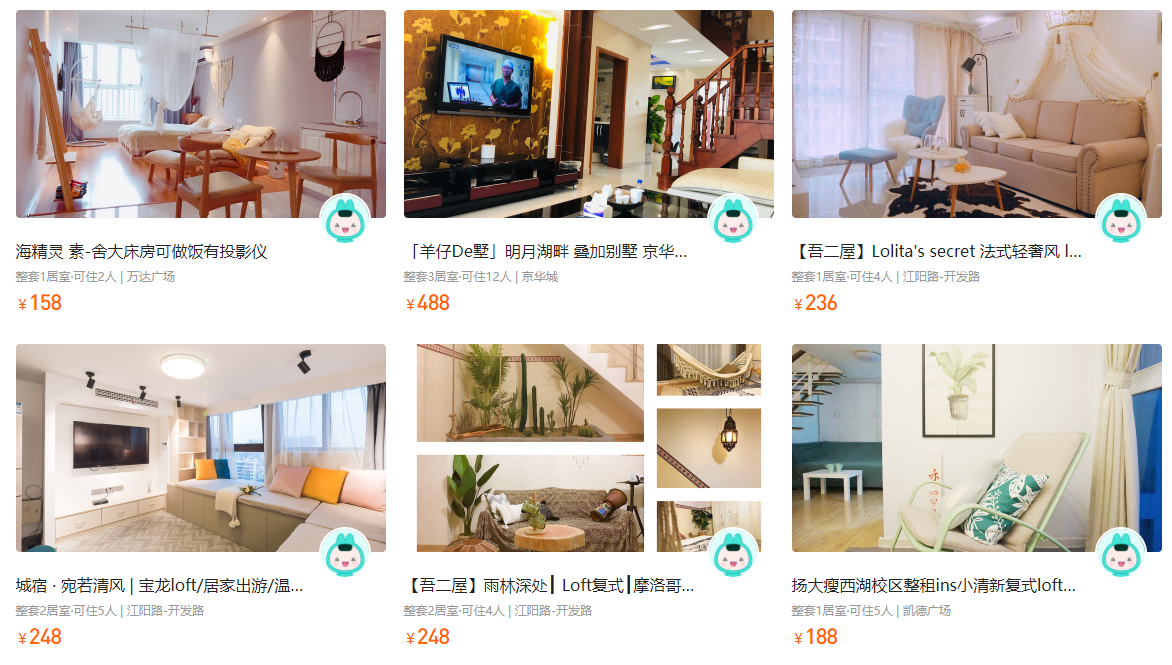 海精灵 素-舍大床房可做饭有投影仪
整套1居室·可住2人 | 万达广场
￥158
「羊仔De墅」明月湖畔 叠加别墅 京华...
整套3居室·可住12人 | 京华城
￥488
【吾二屋】Lolita's secret 法式轻奢风 l...
整套1居室·可住4人 | 江阳路-开发路
￥236
城宿 · 宛若清风 | 宝龙loft/居家出游/温...
整套2居室·可住5人 | 江阳路-开发路
￥248
【吾二屋】雨林深处┃Loft复式┃摩洛哥...
整套2居室·可住4人 | 江阳路-开发路
￥248
扬大瘦西湖校区整租ins小清新复式loft...
整套1居室·可住5人 | 凯德广场
￥188